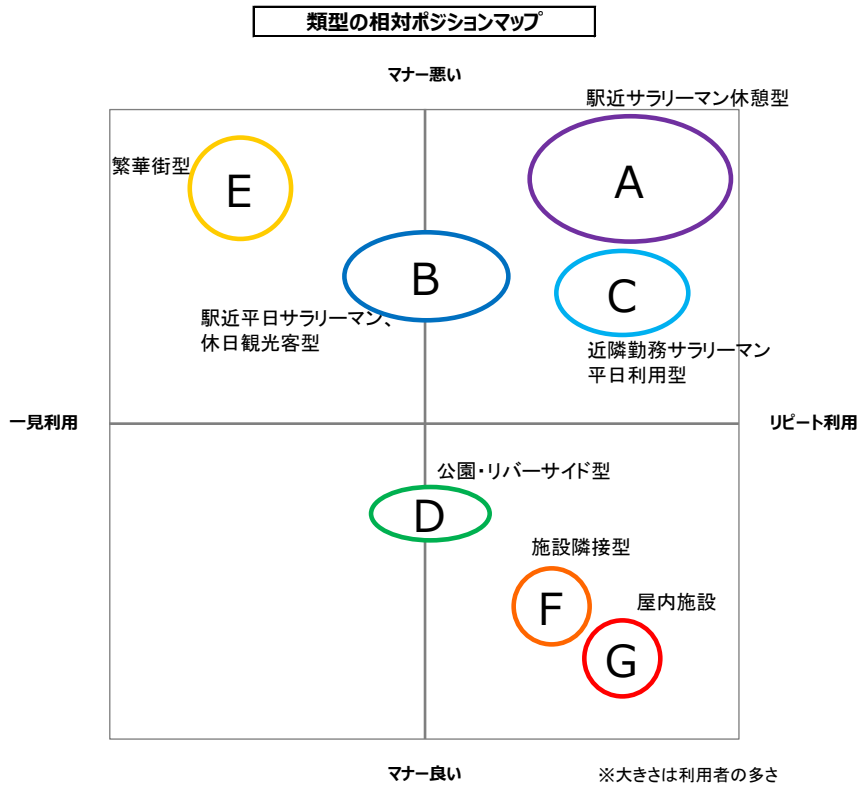 類型の相対ポジションマップ
マナー悪い
駅近サラリーマン休憩型
繁華街型
E
A
B
C
駅近平日サラリーマン、
休日観光客型
近隣勤務サラリーマン
平日利用型
一見利用
リピート利用
公園・リバーサイド型
D
施設隣接型
F
屋内施設
G
マナー良い
※大きさは利用者の多さ